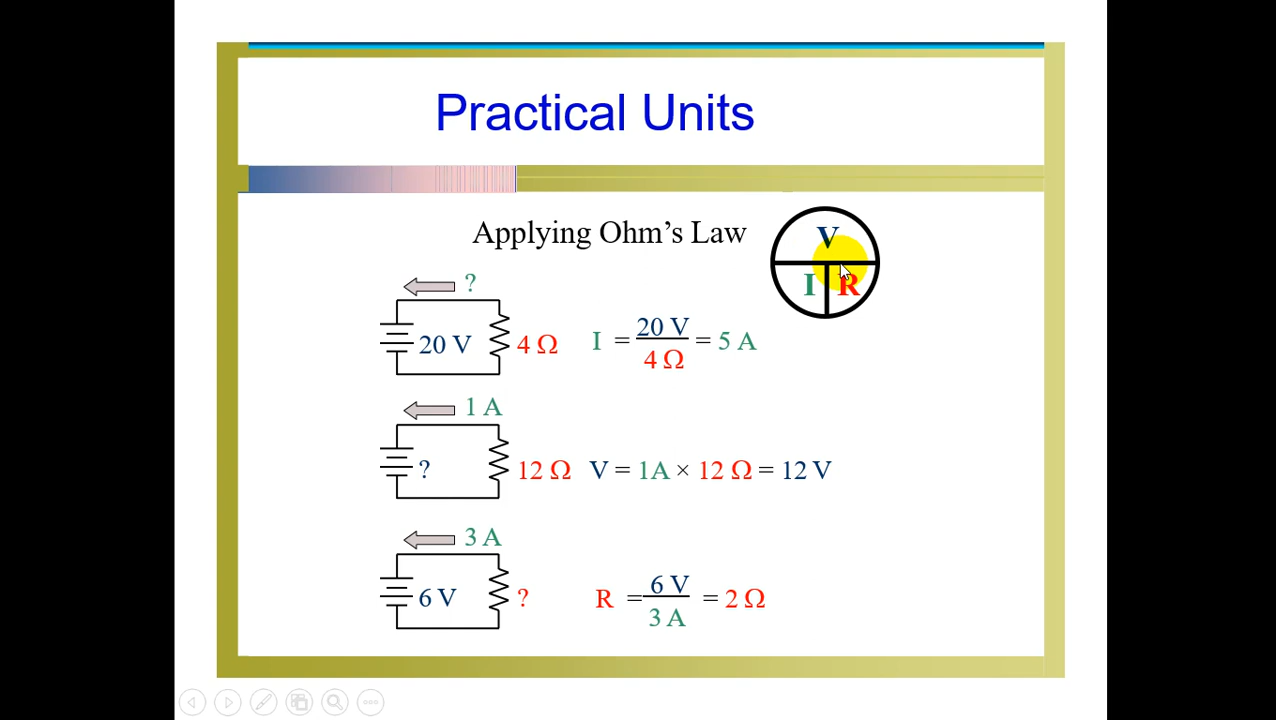 Practical Units
Applying Ohm’s Law
V
I R
?
20 V 4 Ω I = 20 V / 4 Ω = 5 A
1 A
? 12 Ω V = 1A × 12 Ω = 12 V
3 A
6 V ? R = 6 V / 3 A = 2 Ω